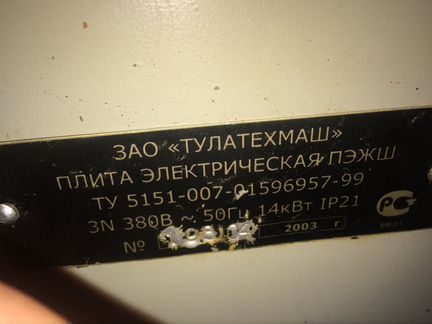 ЗАО «ТУЛАТЕХМАШ»
ПЛИТА ЭЛЕКТРИЧЕСКАЯ ПЭЖШ
ТУ 5151-007-01596957-99
3N 380В ~ 50Гц 14кВт IP21
№ 2003 г.